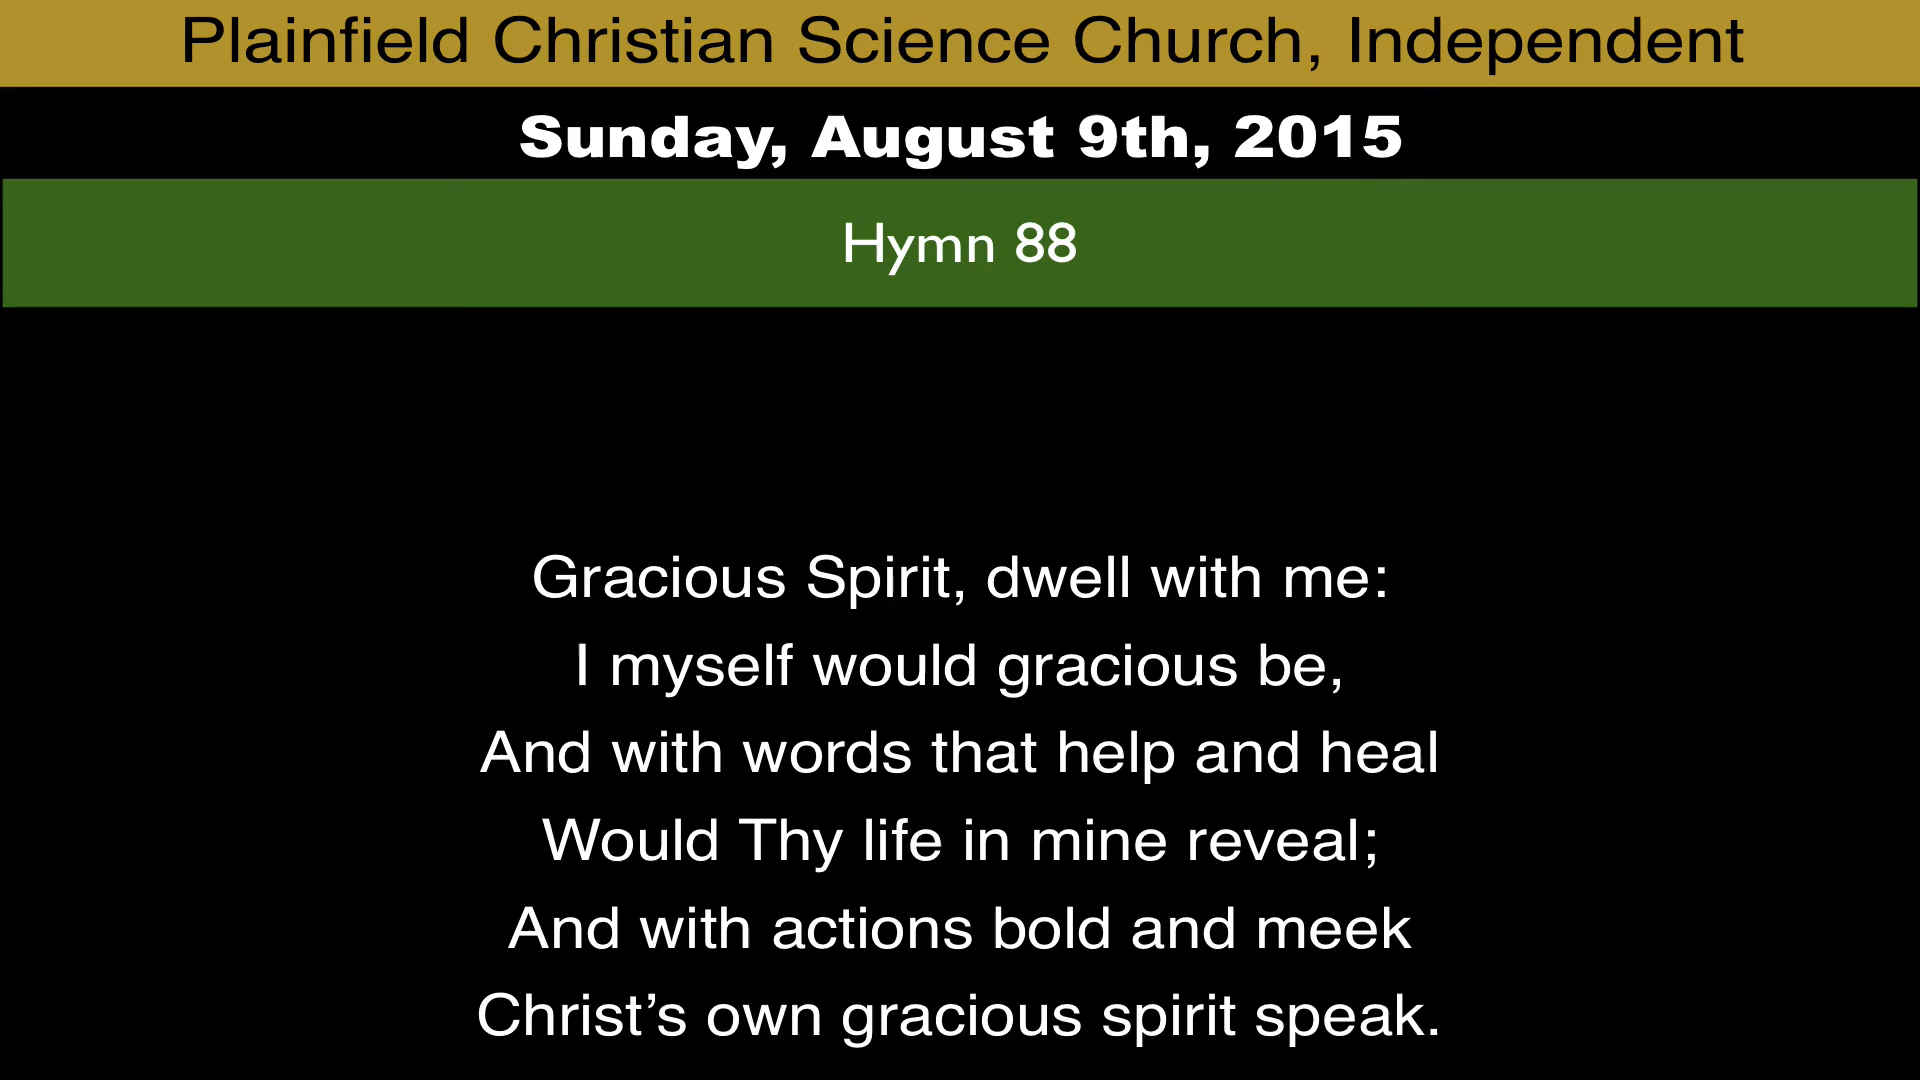 Plainfield Christian Science Church, Independent
Sunday, August 9th, 2015
Hymn 88
Gracious Spirit, dwell with me:
I myself would gracious be,
And with words that help and heal
Would Thy life in mine reveal;
And with actions bold and meek
Christ’s own gracious spirit speak.